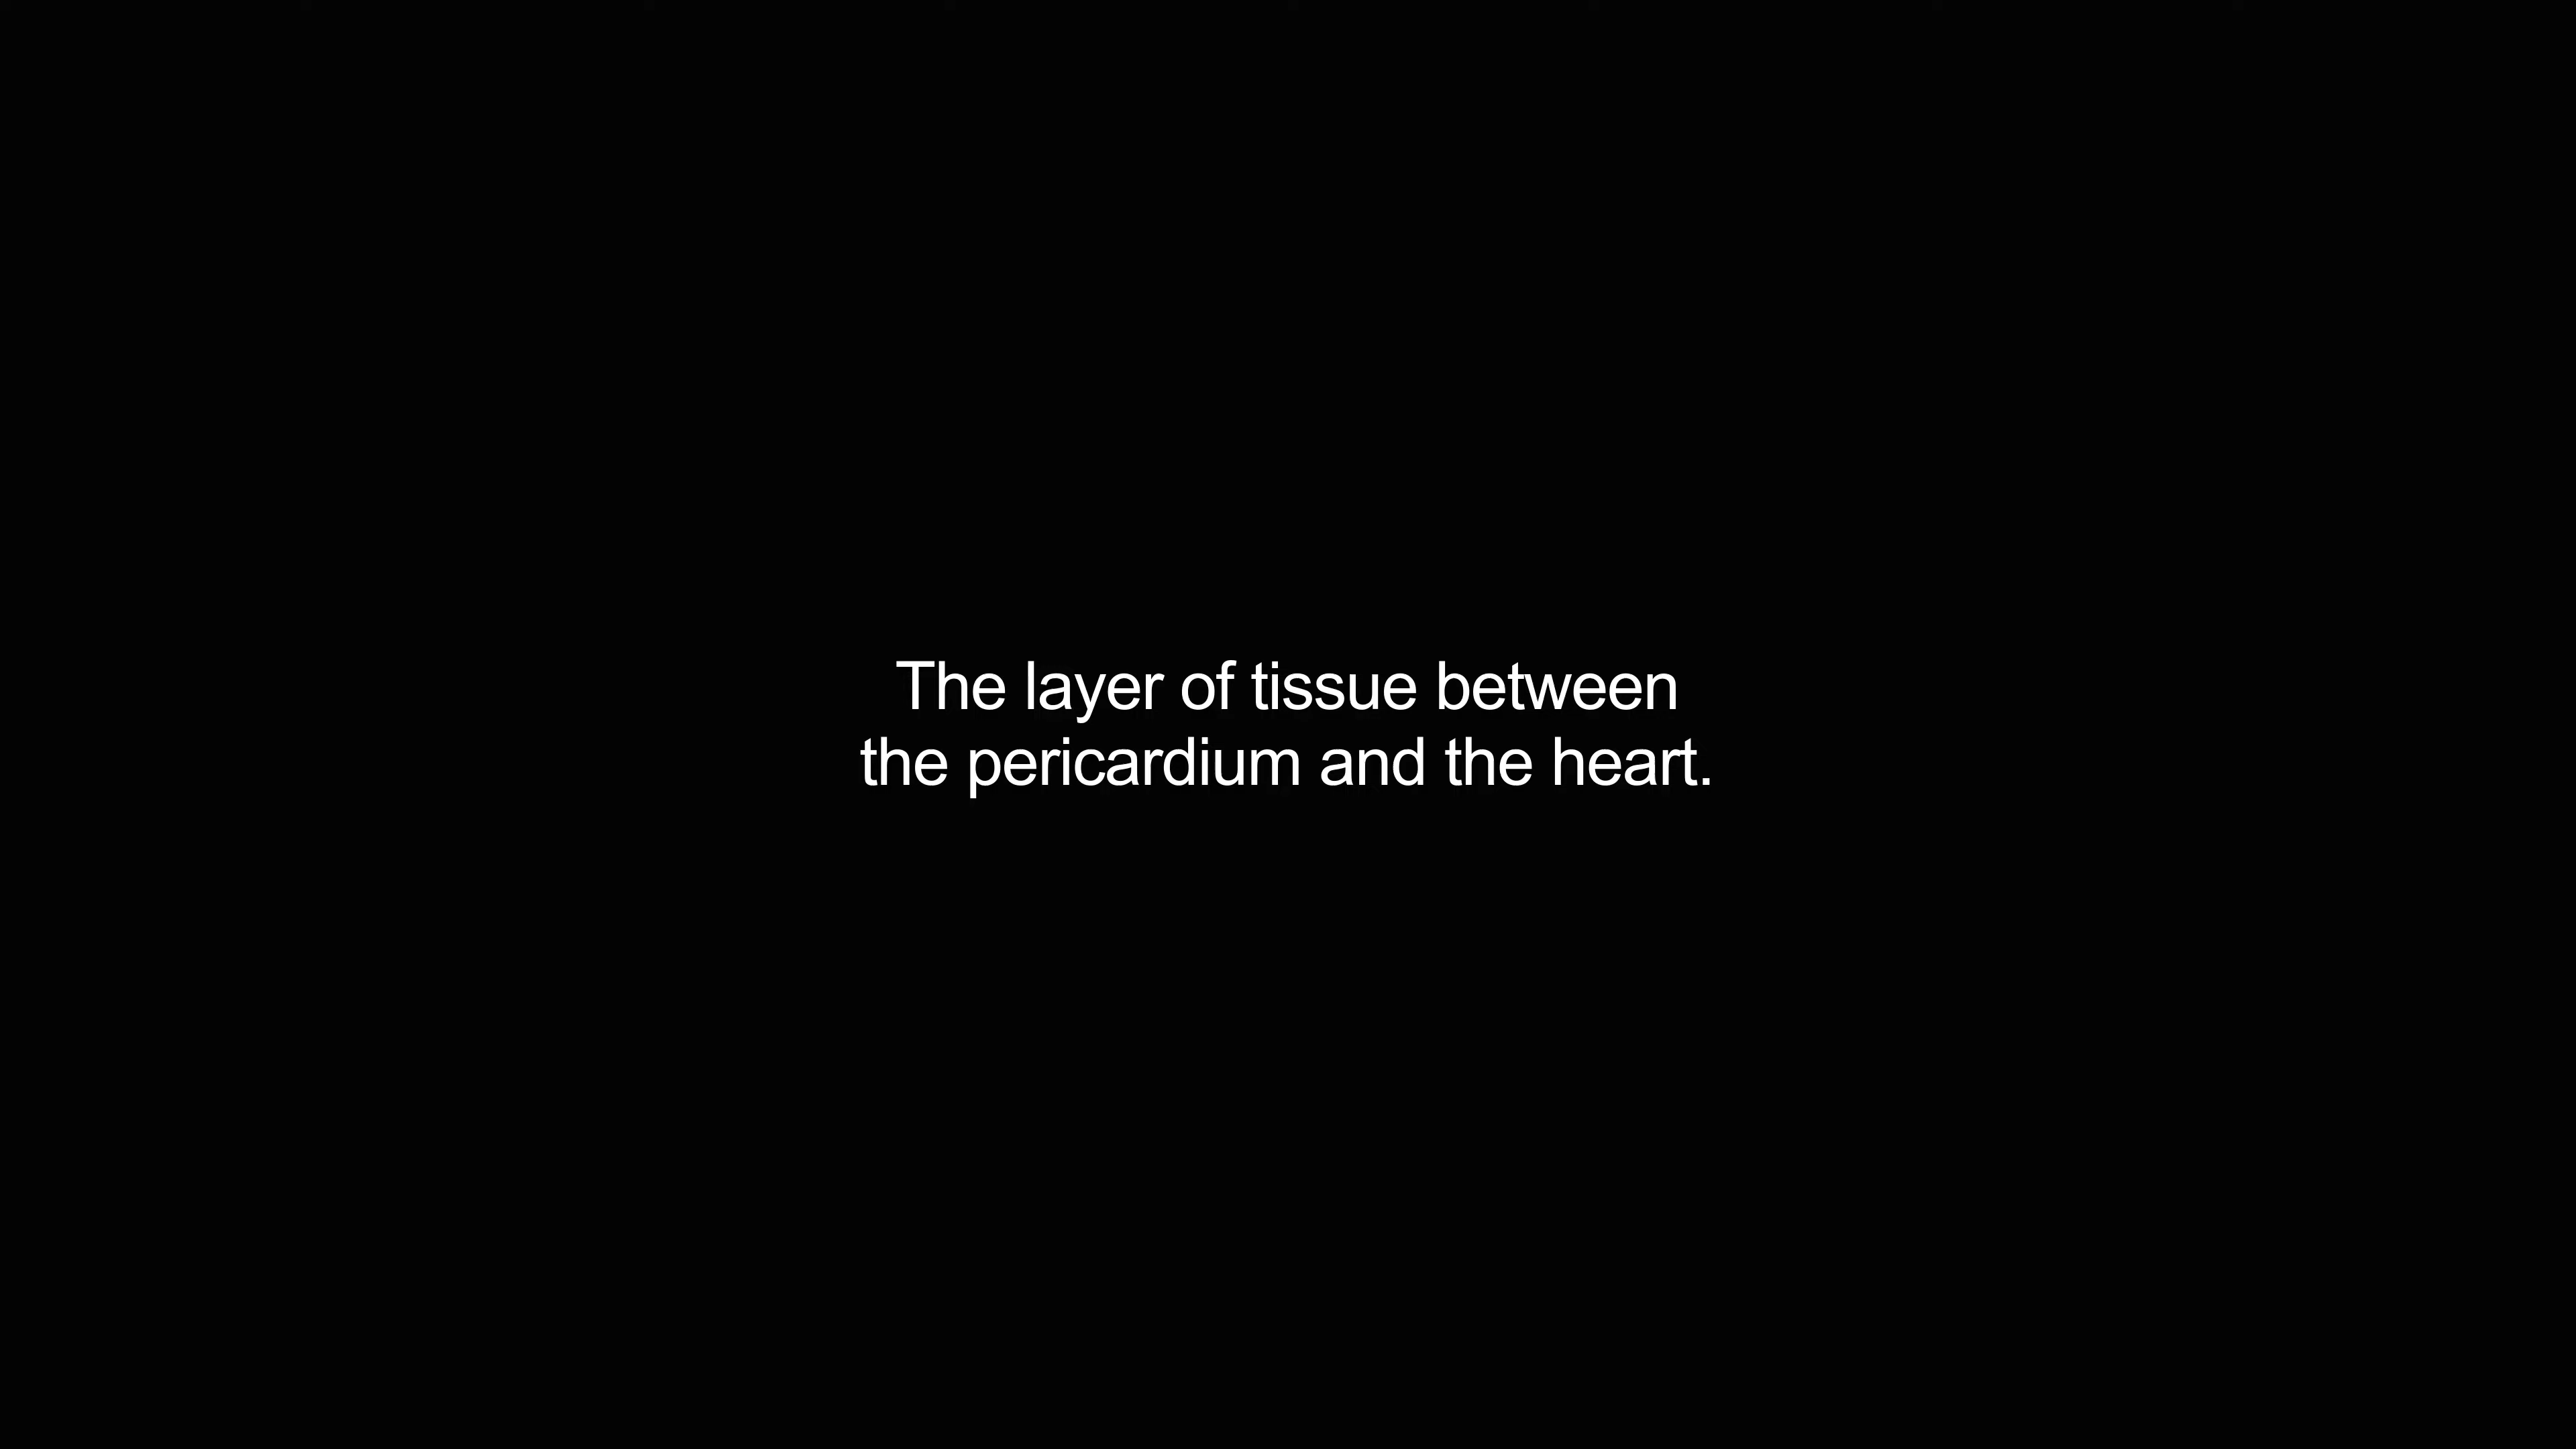 The layer of tissue between
the pericardium and the heart.